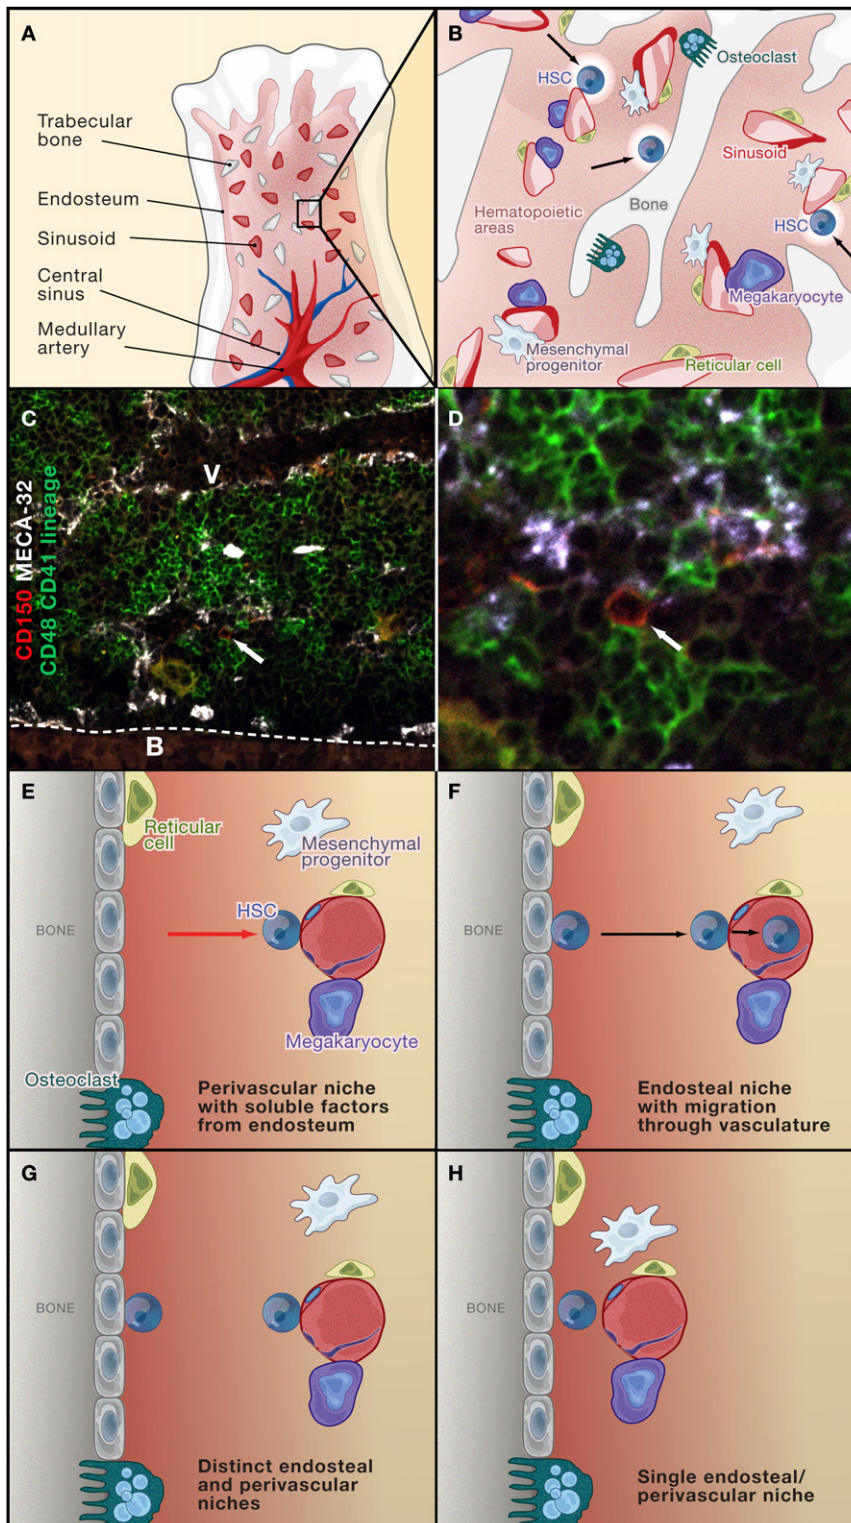 A
Trabecular
bone
Endosteum
Sinusoid
Central
sinus
Medullary
artery
B
HSC
Osteoclast
Sinusoid
Hematopoietic
areas
Bone
HSC
Megakaryocyte
Mesenchymal
progenitor
Reticular cell
C
CD150 MECA-32
CD48 CD41 lineage
V
B
D
E
Reticular
cell
Mesenchymal
progenitor
BONE
HSC
Megakaryocyte
Osteoclast
Perivascular niche
with soluble factors
from endosteum
F
BONE
Endosteal niche
with migration
through vasculature
G
BONE
Distinct endosteal
and perivascular
niches
H
BONE
Single endosteal/
perivascular niche